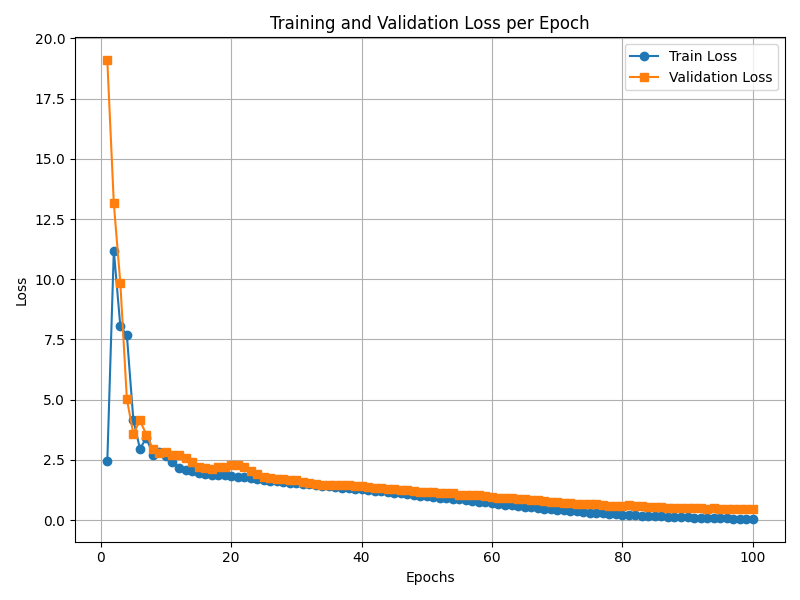 Training and Validation Loss per Epoch
Train Loss
Validation Loss
Loss
20.0
17.5
15.0
12.5
10.0
7.5
5.0
2.5
0.0
0 20 40 60 80 100
Epochs